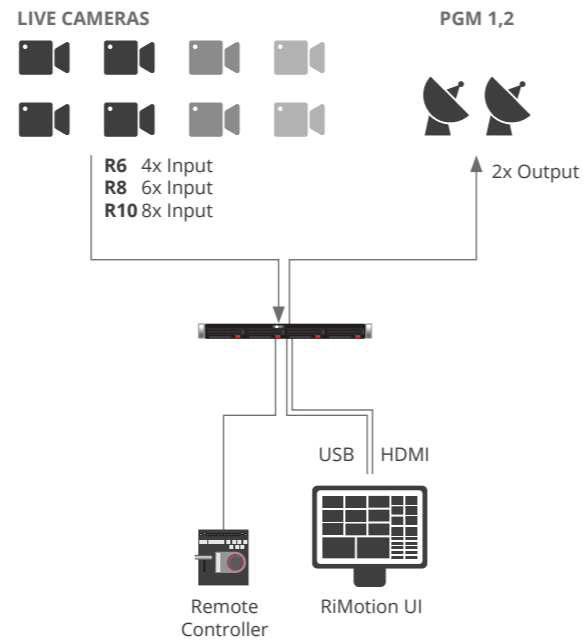 LIVE CAMERAS
PGM 1,2
R6 4x Input
R8 6x Input
R10 8x Input
2x Output
USB
HDMI
Remote
Controller
RiMotion UI